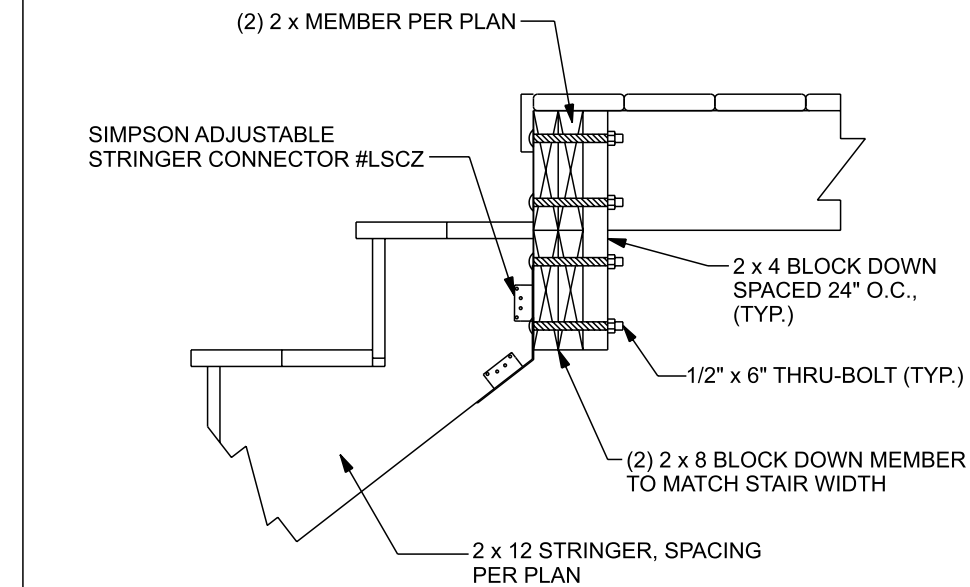 (2) 2 x MEMBER PER PLAN
SIMPSON ADJUSTABLE
STRINGER CONNECTOR #LSCZ
2 x 4 BLOCK DOWN
SPACED 24" O.C.,
(TYP.)
1/2" x 6" THRU-BOLT (TYP.)
(2) 2 x 8 BLOCK DOWN MEMBER
TO MATCH STAIR WIDTH
2 x 12 STRINGER, SPACING
PER PLAN